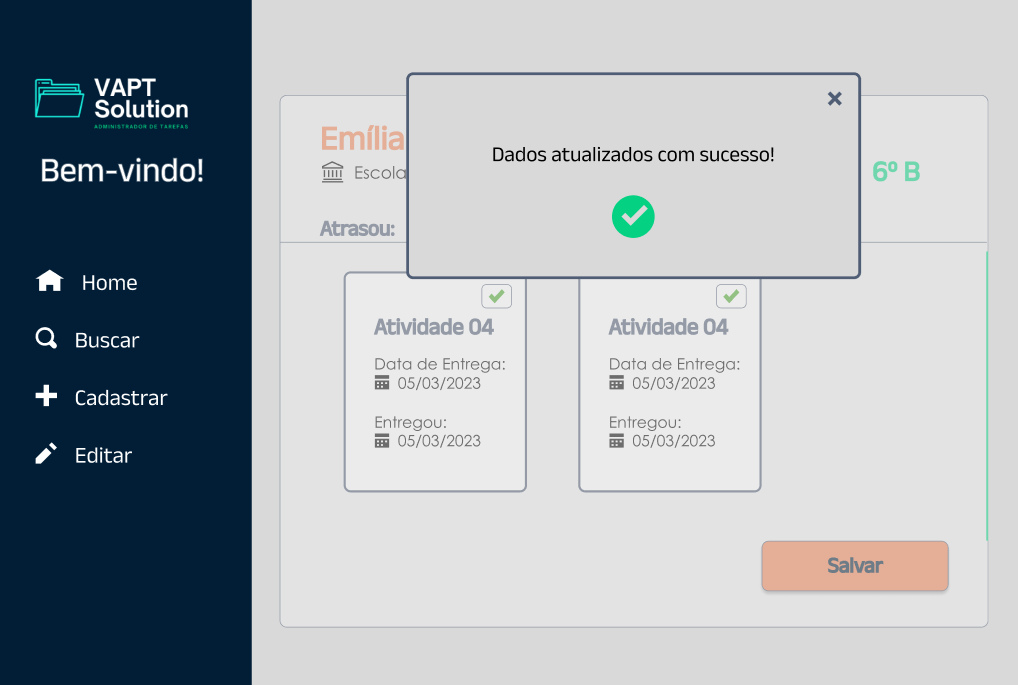 VAPT
Solution
ADMINISTRADOR DE TAREFAS
Bem-vindo!
Home
Buscar
Cadastrar
Editar
Dados atualizados com sucesso!
Emília
Escola
6º B
Atrasou:
Atividade 04
Data de Entrega:
05/03/2023
Entregou:
05/03/2023
Atividade 04
Data de Entrega:
05/03/2023
Entregou:
05/03/2023
Salvar